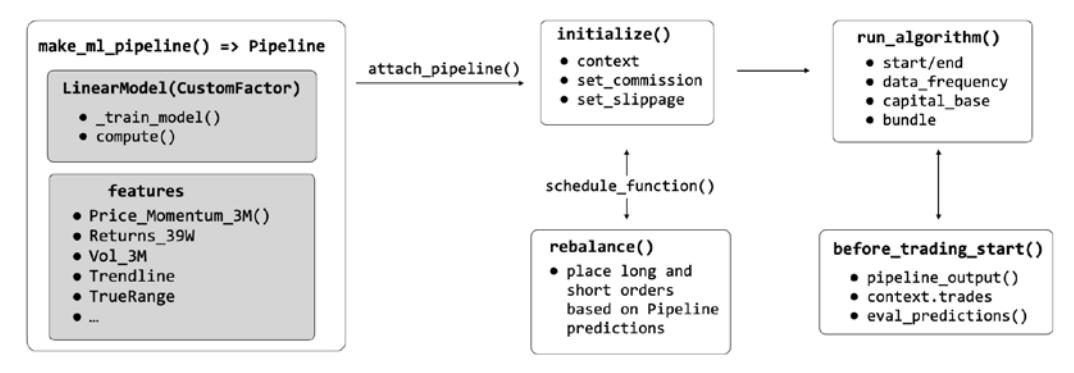 make_ml_pipeline() => Pipeline
LinearModel(CustomFactor)
● _train_model()
● compute()
features
● Price_Momentum_3M()
● Returns_39W
● Vol_3M
● Trendline
● TrueRange
● …
attach_pipeline()
initialize()
● context
● set_commission
● set_slippage
schedule_function()
rebalance()
● place long and
short orders
based on Pipeline
predictions
run_algorithm()
● start/end
● data_frequency
● capital_base
● bundle
before_trading_start()
● pipeline_output()
● context.trades
● eval_predictions()